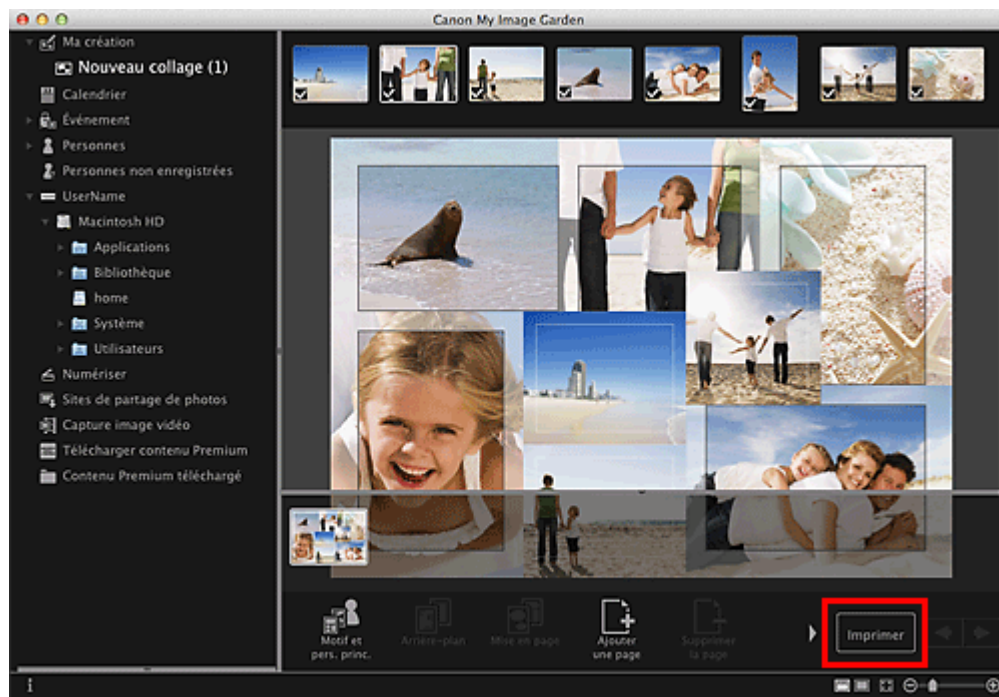 Canon My Image Garden
Ma création
Nouveau collage (1)
Calendrier
Événement
Personnes
Personnes non enregistrées
UserName
Macintosh HD
Applications
Bibliothèque
home
Système
Utilisateurs
Numériser
Sites de partage de photos
Capture image vidéo
Télécharger contenu Premium
Contenu Premium téléchargé
Motif et
pers. princ.
Arrière-plan
Mise en page
Ajouter
une page
Supprimer
la page
Imprimer